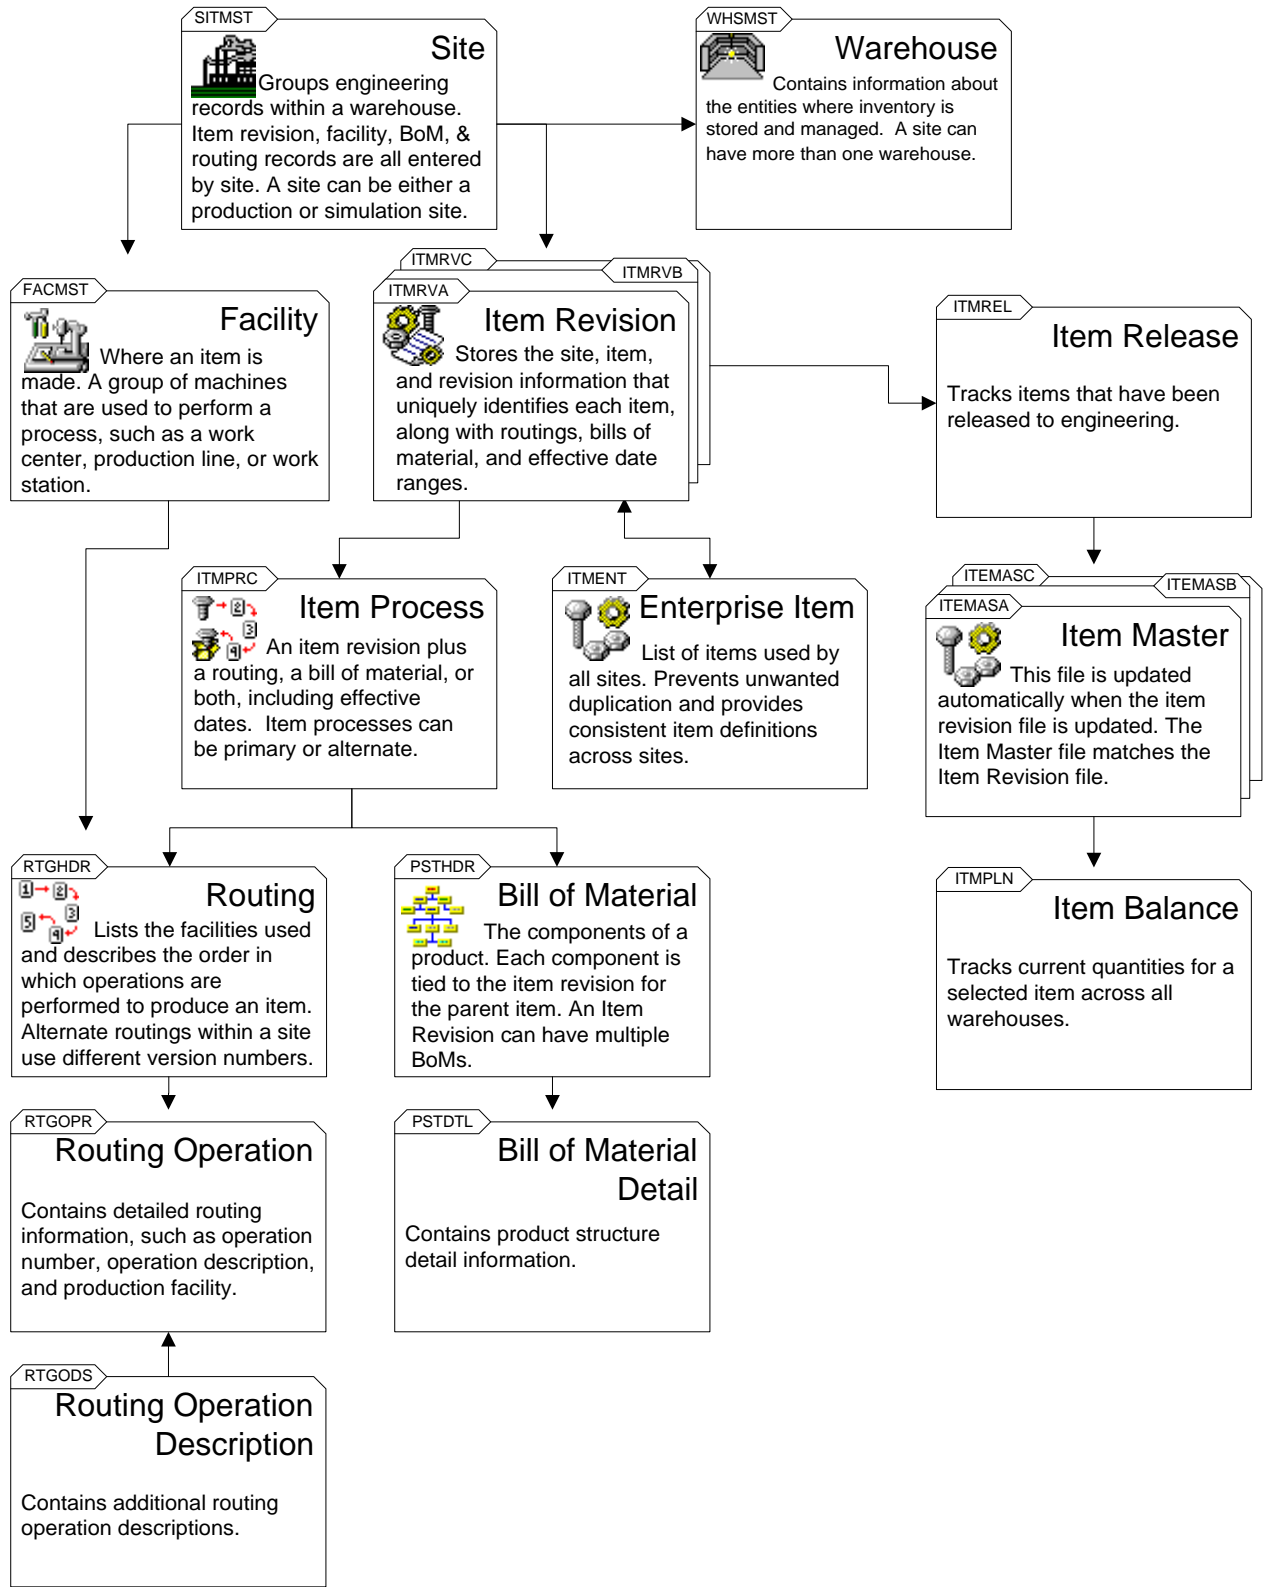 SITMST
Site
Groups engineering
records within a warehouse.
Item revision, facility, BoM, &
routing records are all entered
by site. A site can be either a
production or simulation site.
WHSMST
Warehouse
Contains information about
the entities where inventory is
stored and managed.  A site can
have more than one warehouse.
FACMST
Facility
Where an item is
made. A group of machines
that are used to perform a
process, such as a work
center, production line, or work
station.
ITMRVC
ITMRVB
ITMRVA
Item Revision
Stores the site, item,
and revision information that
uniquely identifies each item,
along with routings, bills of
material, and effective date
ranges.
ITMREL
Item Release
Tracks items that have been
released to engineering.
ITMPRC
2
3
4
Item Process
An item revision plus
a routing, a bill of material, or
both, including effective
dates.  Item processes can
be primary or alternate.
ITMENT
Enterprise Item
List of items used by
all sites. Prevents unwanted
duplication and provides
consistent item definitions
across sites.
ITEMASC
ITEMASB
ITEMASA
Item Master
This file is updated
automatically when the item
revision file is updated. The
Item Master file matches the
Item Revision file.
RTGHDR
1 2
3
5
4
Routing
Lists the facilities used
and describes the order in
which operations are
performed to produce an item.
Alternate routings within a site
use different version numbers.
PSTHDR
Bill of Material
The components of a
product. Each component is
tied to the item revision for
the parent item. An Item
Revision can have multiple
BoMs.
ITMPLN
Item Balance
Tracks current quantities for a
selected item across all
warehouses.
RTGOPR
Routing Operation
Contains detailed routing
information, such as operation
number, operation description,
and production facility.
PSTDTL
Bill of Material
Detail
Contains product structure
detail information.
RTGODS
Routing Operation
Description
Contains additional routing
operation descriptions.